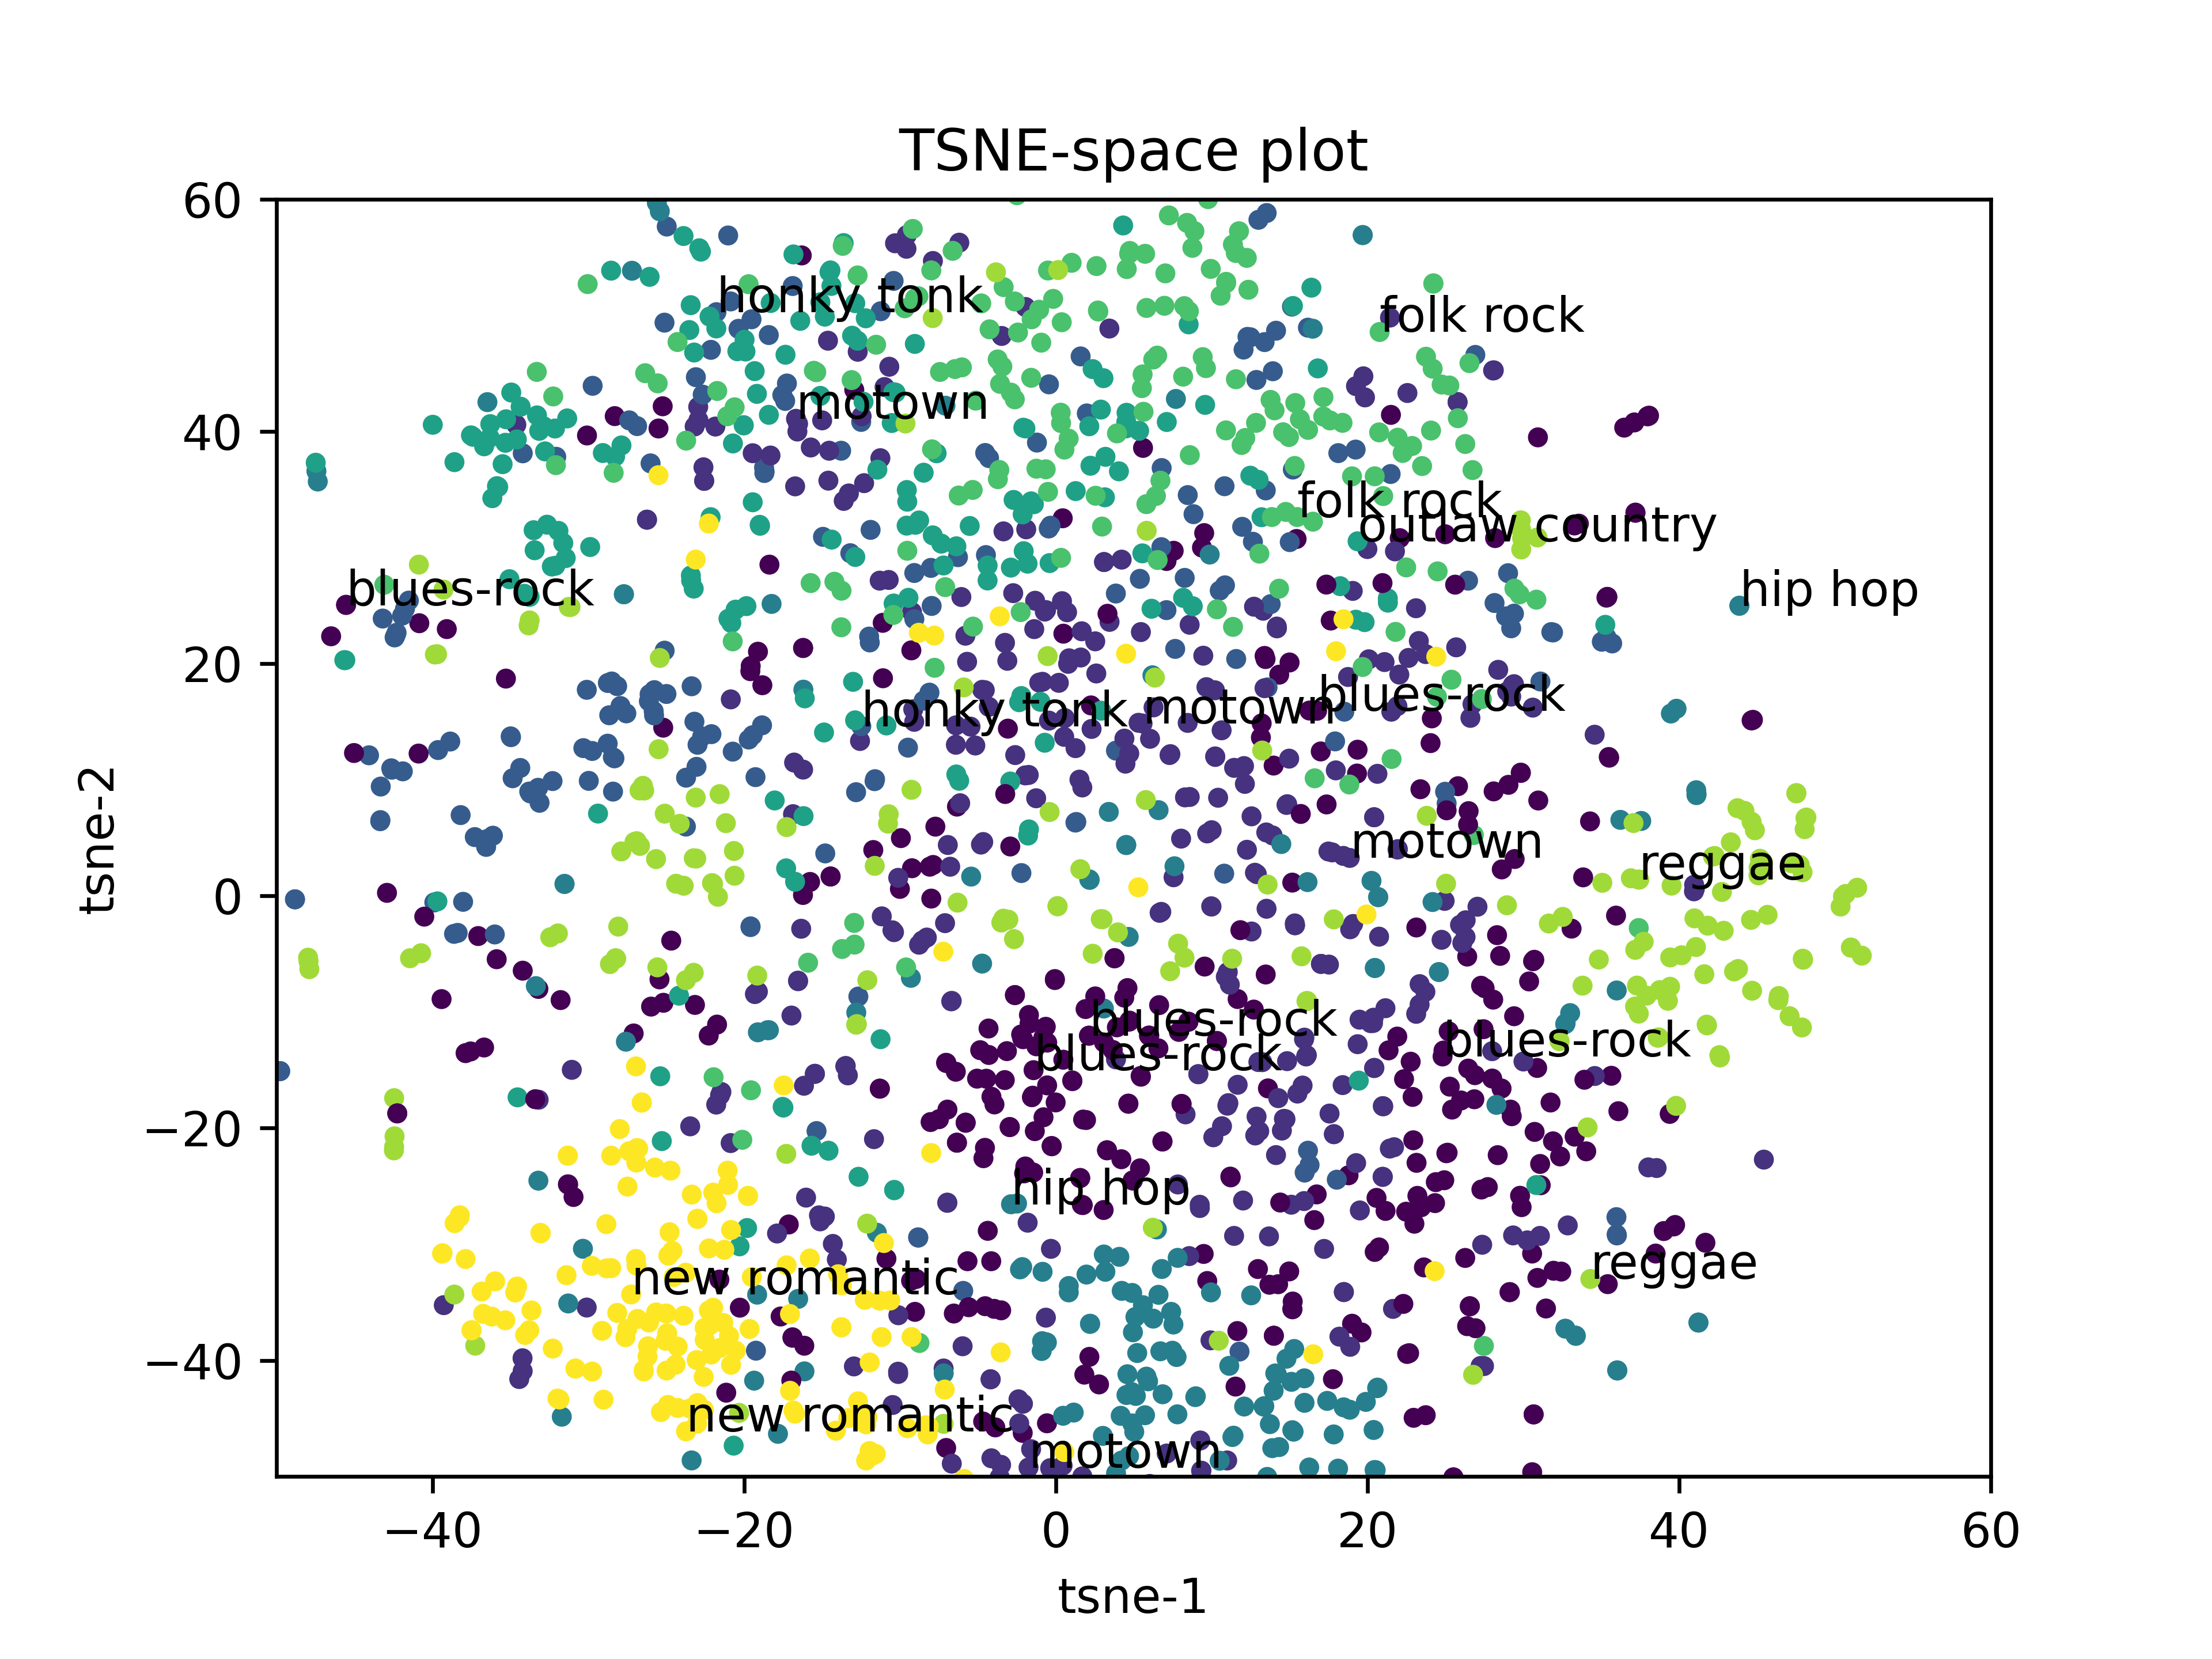 TSNE-space plot
60
honky tonk
folk rock
motown
40
folk rock
outlaw country
blues-rock
hip hop
20
blues-rock
honky tonk
motown
motown
reggae
0
tsne-2
blues-rock
blues-rock
blues-rock
−20
hip hop
reggae
new romantic
−40
new romantic
motown
−40
−20
0
20
40
60
tsne-1